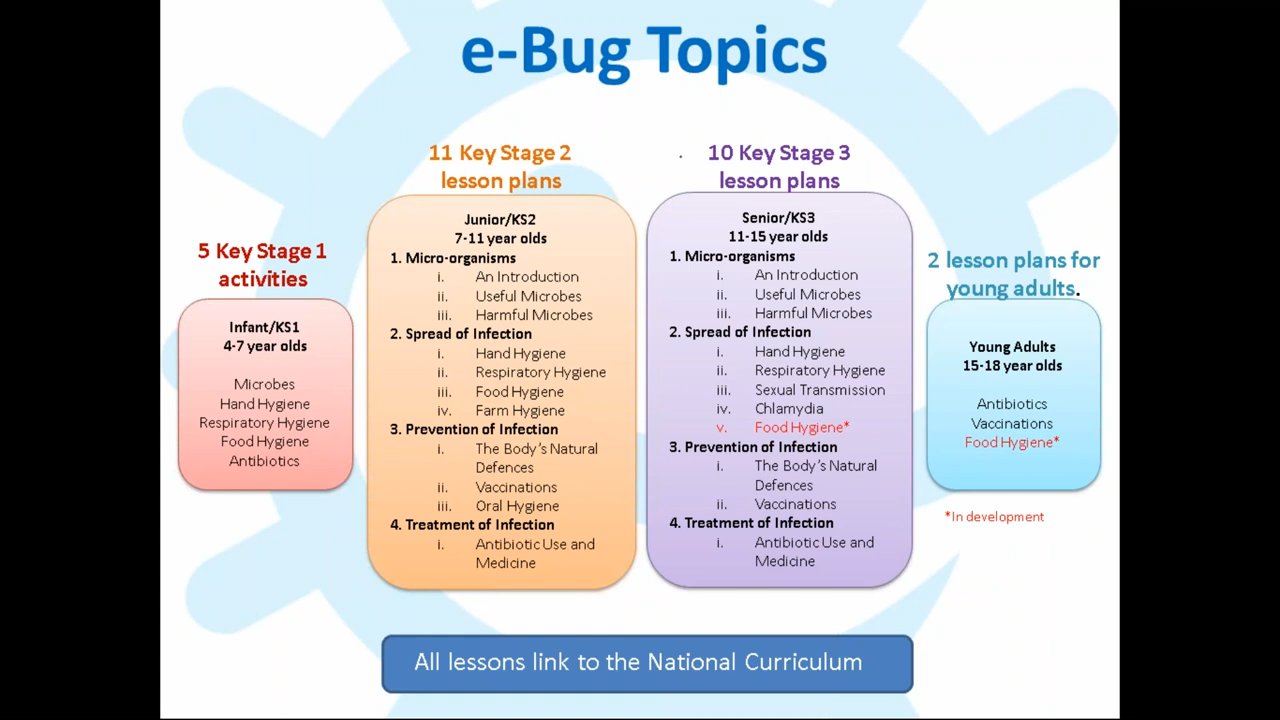 e-Bug Topics
5 Key Stage 1
activities
Infant/KS1
4-7 year olds
Microbes
Hand Hygiene
Respiratory Hygiene
Food Hygiene
Antibiotics
11 Key Stage 2
lesson plans
Junior/KS2
7-11 year olds
1. Micro-organisms
i. An Introduction
ii. Useful Microbes
iii. Harmful Microbes
2. Spread of Infection
i. Hand Hygiene
ii. Respiratory Hygiene
iii. Food Hygiene
iv. Farm Hygiene
3. Prevention of Infection
i. The Body's Natural
Defences
ii. Vaccinations
iii. Oral Hygiene
4. Treatment of Infection
i. Antibiotic Use and
Medicine
10 Key Stage 3
lesson plans
Senior/KS3
11-15 year olds
1. Micro-organisms
i. An Introduction
ii. Useful Microbes
iii. Harmful Microbes
2. Spread of Infection
i. Hand Hygiene
ii. Respiratory Hygiene
iii. Sexual Transmission
iv. Chlamydia
v. Food Hygiene*
3. Prevention of Infection
i. The Body's Natural
Defences
ii. Vaccinations
4. Treatment of Infection
i. Antibiotic Use and
Medicine
2 lesson plans for
young adults.
Young Adults
15-18 year olds
Antibiotics
Vaccinations
Food Hygiene*
*In development
All lessons link to the National Curriculum